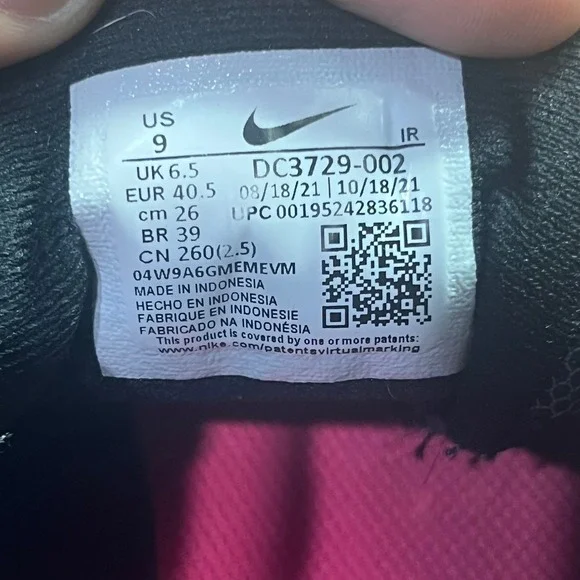 US
9
IR
UK 6.5
DC3729-002
EUR 40.5
08/18/21 | 10/18/21
cm 26
UPC 00195242836118
BR 39
CN 260(2.5)
04W9A6GMEMEVM
MADE IN INDONESIA
HECHO EN INDONESIA
FABRIQUE EN INDONESIE
FABRICADO NA INDONÉSIA
This product is covered by one or more patents:
www.nike.com/patentsvirtualmarking